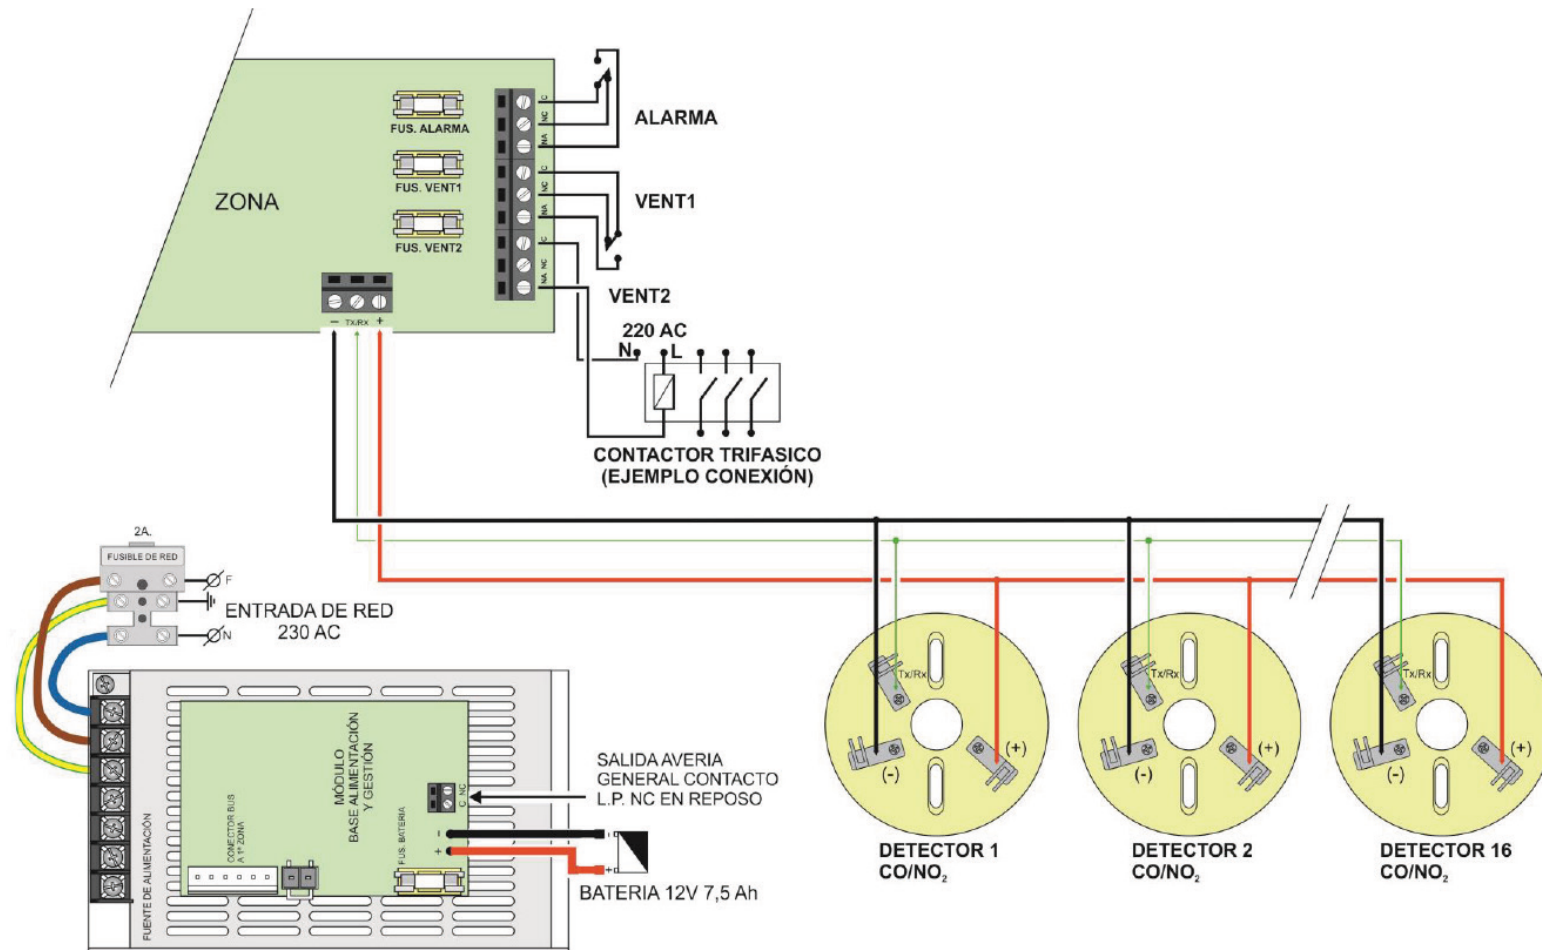 ZONA
FUS. ALARMA
FUS. VENT1
FUS. VENT2
C
NC
NA
C
NC
NA
C
NC
NA
ALARMA
VENT1
VENT2
− Tx/Rx +
220 AC
N L
CONTACTOR TRIFASICO
(EJEMPLO CONEXIÓN)
2A.
FUSIBLE DE RED
F
N
ENTRADA DE RED
230 AC
FUENTE DE ALIMENTACIÓN
MÓDULO
BASE ALIMENTACIÓN
Y GESTIÓN
CONECTOR BUS
A 1ª ZONA
FUS. BATERIA
C NC
-
+
SALIDA AVERIA
GENERAL CONTACTO
L.P. NC EN REPOSO
-
+
BATERIA 12V 7,5 Ah
Tx/Rx
(-)
(+)
DETECTOR 1
CO/NO₂
Tx/Rx
(-)
(+)
DETECTOR 2
CO/NO₂
Tx/Rx
(-)
(+)
DETECTOR 16
CO/NO₂